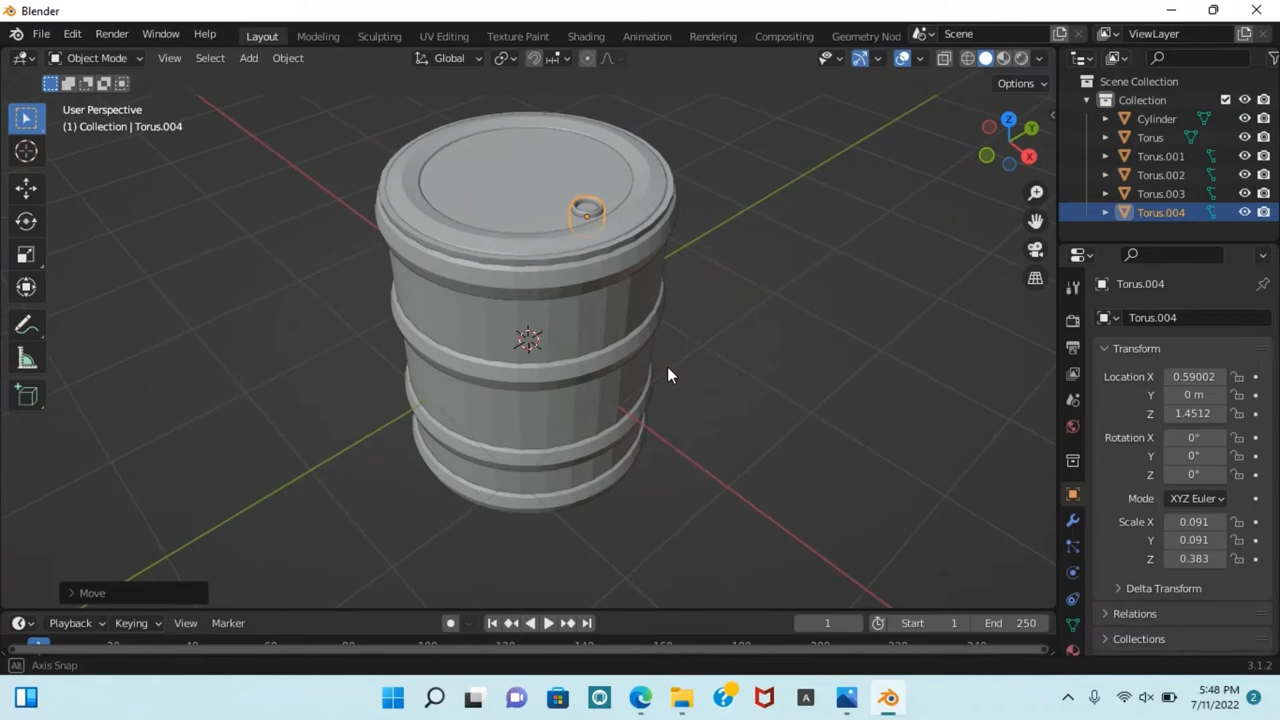 Blender
File Edit Render Window Help Layout Modeling Sculpting UV Editing Texture Paint Shading Animation Rendering Compositing Geometry Nod Scene ViewLayer
Object Mode View Select Add Object Global
Options
User Perspective
(1) Collection | Torus.004
Z
Y
X
Scene Collection
Collection
Cylinder
Torus
Torus.001
Torus.002
Torus.003
Torus.004
Torus.004
Torus.004
Transform
Location X 0.59002
Y 0 m
Z 1.4512
Rotation X 0°
Y 0°
Z 0°
Mode XYZ Euler
Scale X 0.091
Y 0.091
Z 0.383
Delta Transform
Relations
Collections
Move
Playback Keying View Marker 1 Start 1 End 250
Alt Axis Snap 3.1.2
5:48 PM
7/11/2022
2